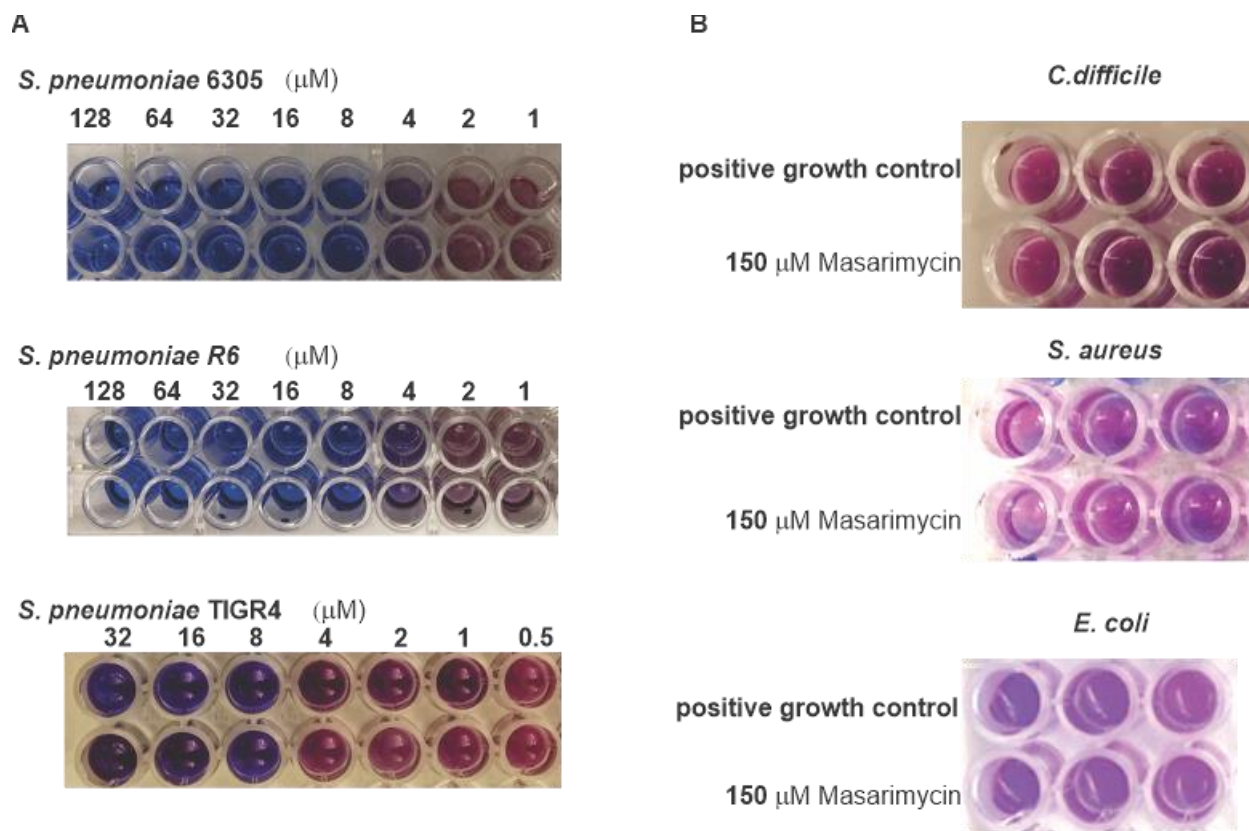 A
S. pneumoniae 6305 (μM)
128 64 32 16 8 4 2 1
S. pneumoniae R6 (μM)
128 64 32 16 8 4 2 1
S. pneumoniae TIGR4 (μM)
32 16 8 4 2 1 0.5
B
C.difficile
positive growth control
150 μM Masarimycin
S. aureus
positive growth control
150 μM Masarimycin
E. coli
positive growth control
150 μM Masarimycin